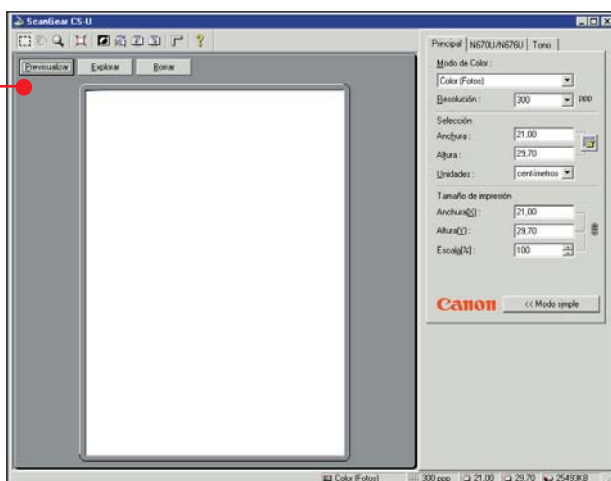 ScanGear CS-U
Previsualizar Explorar Borrar
Principal N670U/N676U Tono
Modo de Color :
Color (Fotos)
Resolución : 300 ppp
Selección
Anchura : 21,00
Altura : 29,70
Unidades : centímetros
Tamaño de impresión
Anchura(X) : 21,00
Altura(Y) : 29,70
Escala[%] : 100
Canon << Modo simple
Color (Fotos) 300 ppp 21,00 29,70 25493KB